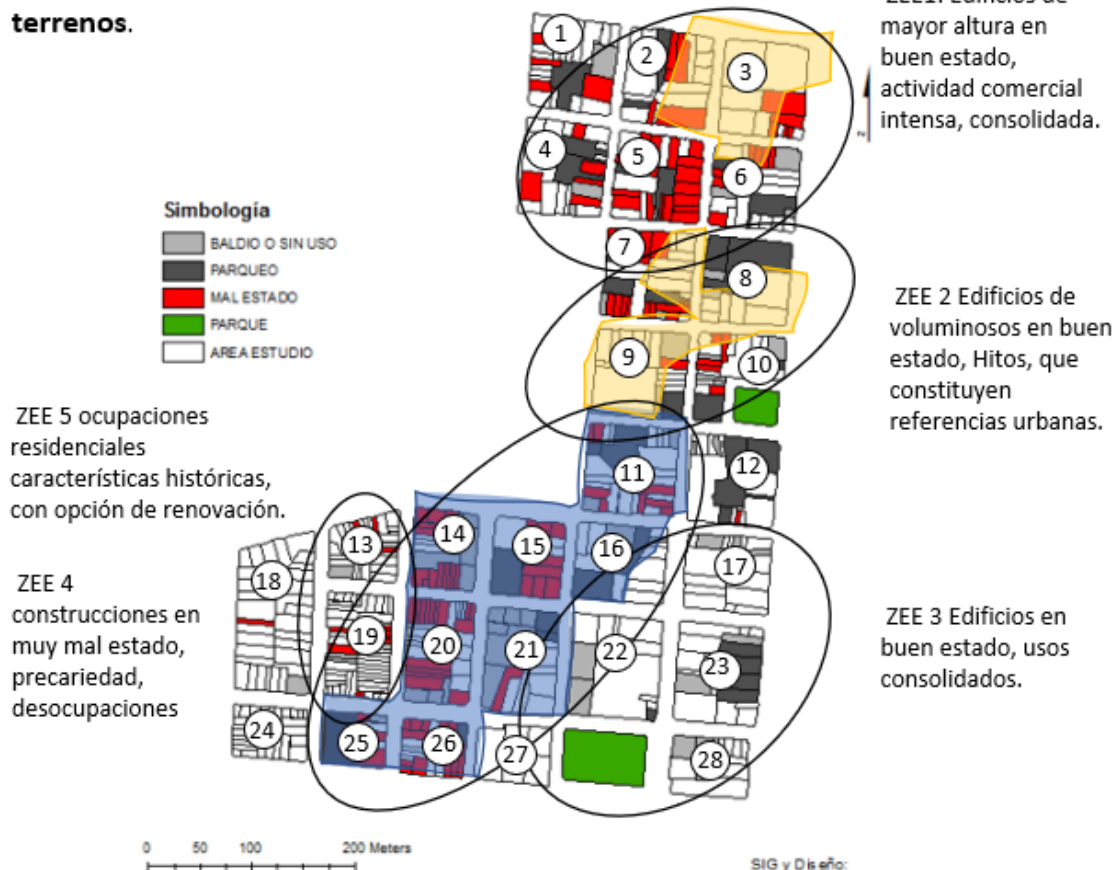 terrenos.
ZEE1. Edificios de
mayor altura en
buen estado,
actividad comercial
intensa, consolidada.
1
2
3
4
5
6
Simbología
BALDIO O SIN USO
PARQUEO
MAL ESTADO
PARQUE
AREA ESTUDIO
7
8
9
10
ZEE 2 Edificios de
voluminosos en buen
estado, Hitos, que
constituyen
referencias urbanas.
ZEE 5 ocupaciones
residenciales
características históricas,
con opción de renovación.
11
12
13
14
15
16
17
18
19
20
21
22
23
ZEE 4
construcciones en
muy mal estado,
precariedad,
desocupaciones
ZEE 3 Edificios en
buen estado, usos
consolidados.
24
25
26
27
28
0 50 100 200 Meters
SIG y Diseño: